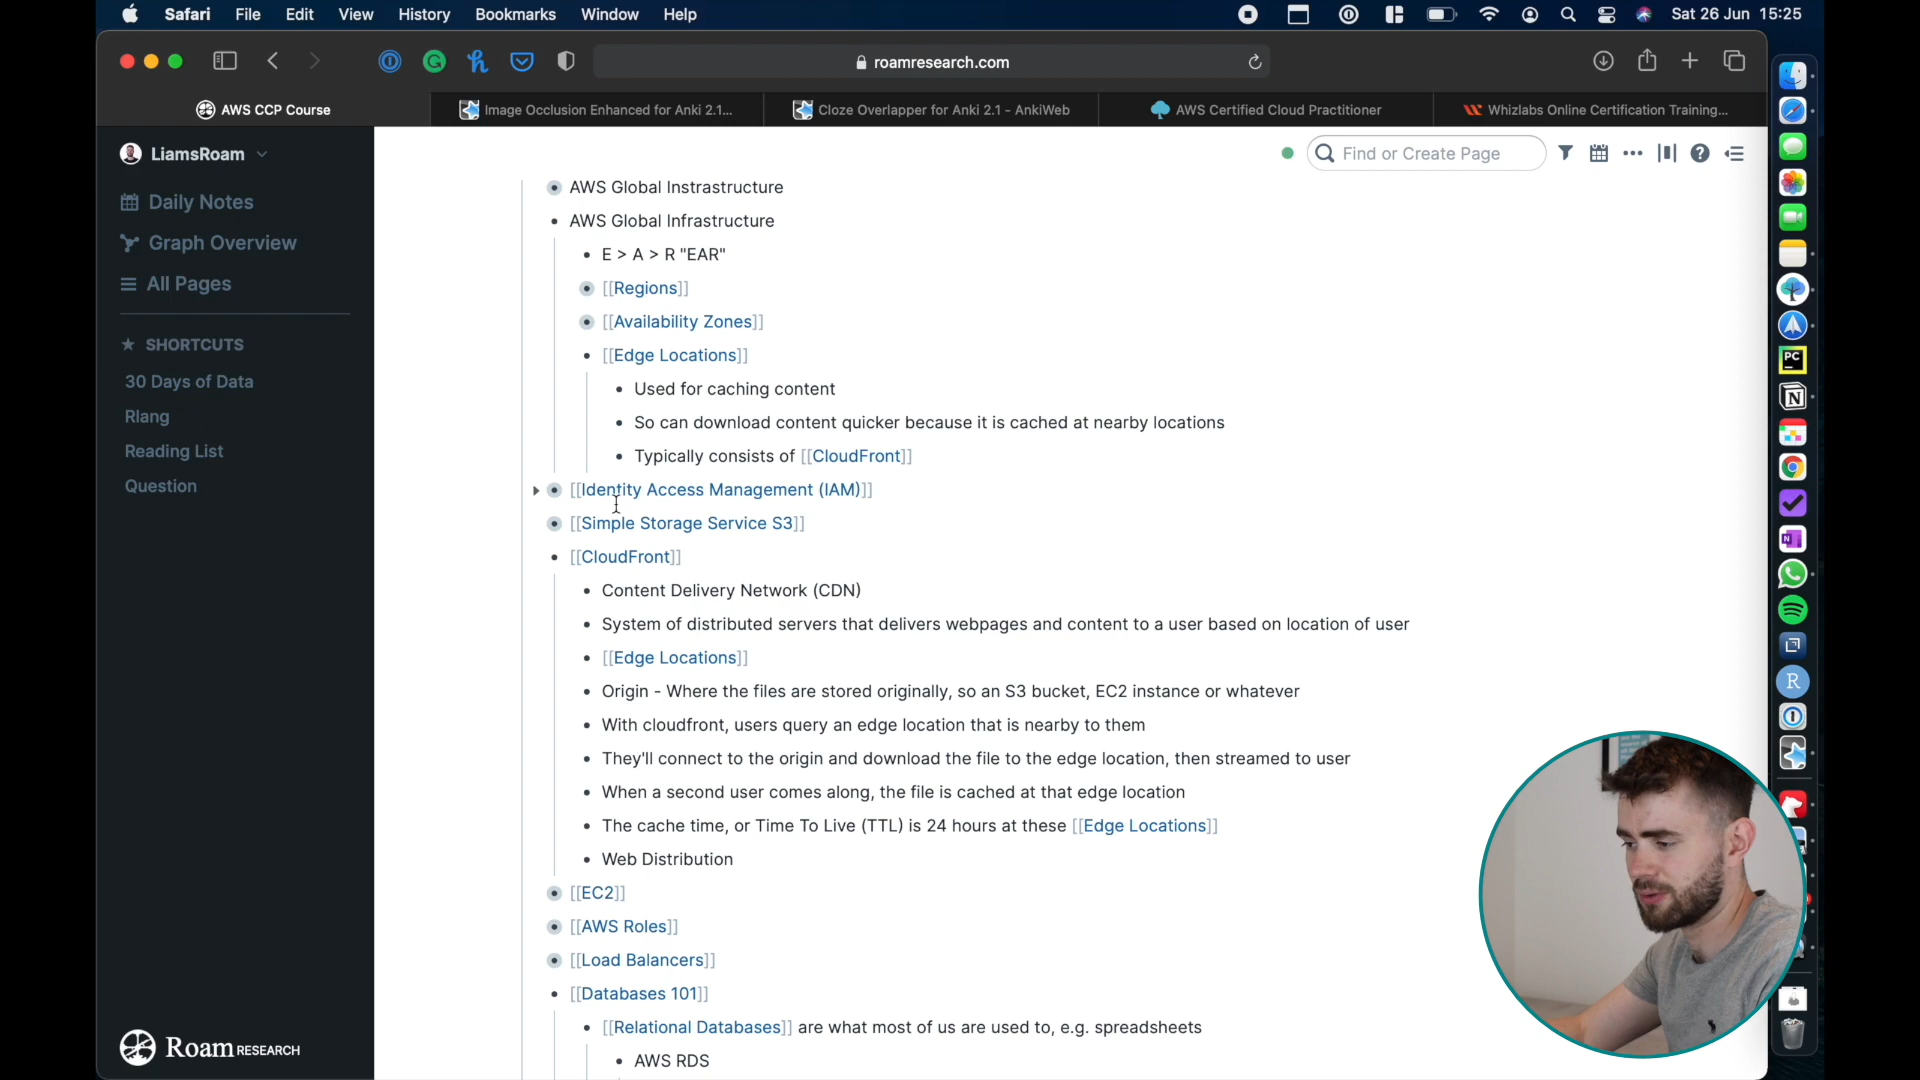 Safari File Edit View History Bookmarks Window Help Sat 26 Jun 15:25
roamresearch.com
AWS CCP Course
Image Occlusion Enhanced for Anki 2.1...
Cloze Overlapper for Anki 2.1 - AnkiWeb
AWS Certified Cloud Practitioner
Whizlabs Online Certification Training...
LiamsRoam
Daily Notes
Graph Overview
All Pages
SHORTCUTS
30 Days of Data
Rlang
Reading List
Question
Roam RESEARCH
Find or Create Page
AWS Global Instrastructure
AWS Global Infrastructure
E > A > R "EAR"
[[Regions]]
[[Availability Zones]]
[[Edge Locations]]
Used for caching content
So can download content quicker because it is cached at nearby locations
Typically consists of [[CloudFront]]
[[Identity Access Management (IAM)]]
[[Simple Storage Service S3]]
[[CloudFront]]
Content Delivery Network (CDN)
System of distributed servers that delivers webpages and content to a user based on location of user
[[Edge Locations]]
Origin - Where the files are stored originally, so an S3 bucket, EC2 instance or whatever
With cloudfront, users query an edge location that is nearby to them
They'll connect to the origin and download the file to the edge location, then streamed to user
When a second user comes along, the file is cached at that edge location
The cache time, or Time To Live (TTL) is 24 hours at these [[Edge Locations]]
Web Distribution
[[EC2]]
[[AWS Roles]]
[[Load Balancers]]
[[Databases 101]]
[[Relational Databases]] are what most of us are used to, e.g. spreadsheets
AWS RDS
PC
N
N
R